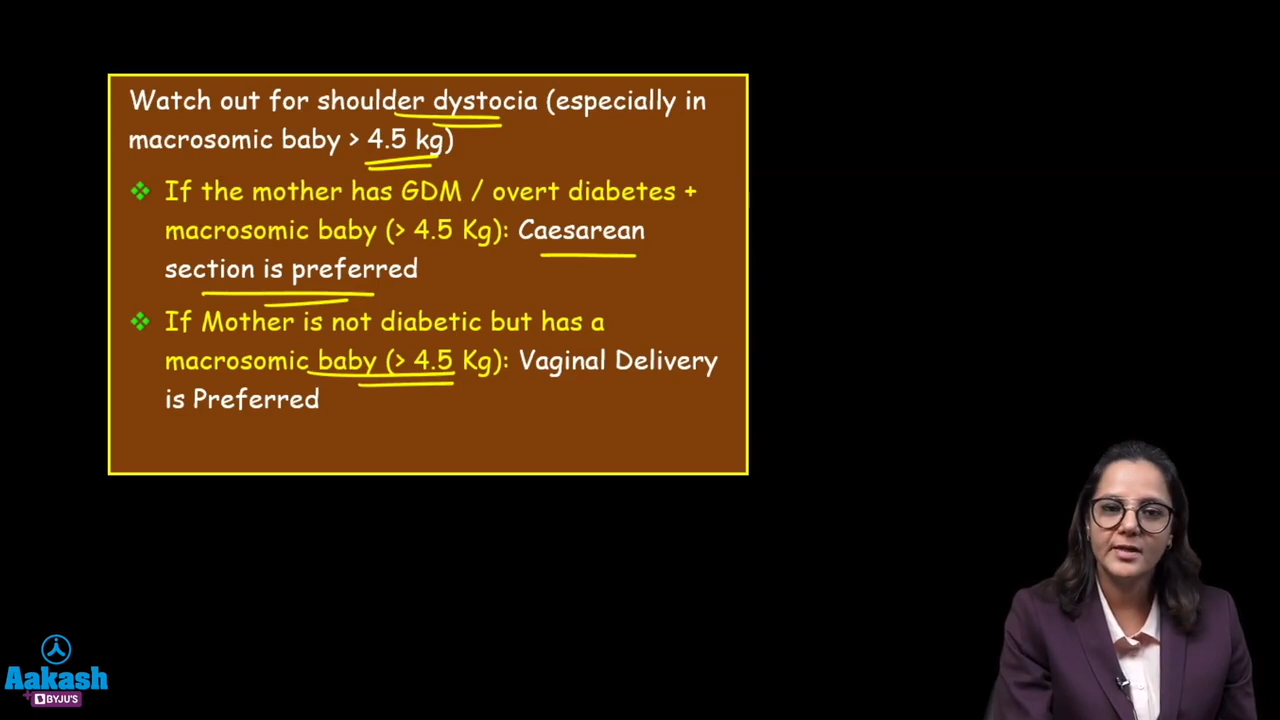 Watch out for shoulder dystocia (especially in
macrosomic baby > 4.5 kg)
❖ If the mother has GDM / overt diabetes +
macrosomic baby (> 4.5 Kg): Caesarean
section is preferred
❖ If Mother is not diabetic but has a
macrosomic baby (> 4.5 Kg): Vaginal Delivery
is Preferred
Aakash
+ BYJU'S